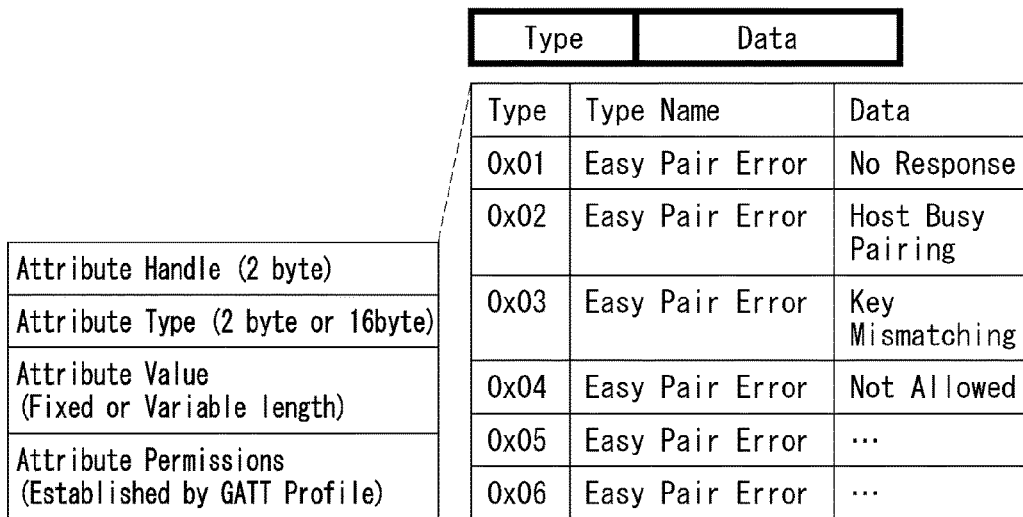 Type Data
Type Type Name Data
0x01 Easy Pair Error No Response
0x02 Easy Pair Error Host Busy
Pairing
0x03 Easy Pair Error Key
Mismatching
0x04 Easy Pair Error Not Allowed
0x05 Easy Pair Error ...
0x06 Easy Pair Error ...
Attribute Handle (2 byte)
Attribute Type (2 byte or 16byte)
Attribute Value
(Fixed or Variable length)
Attribute Permissions
(Established by GATT Profile)